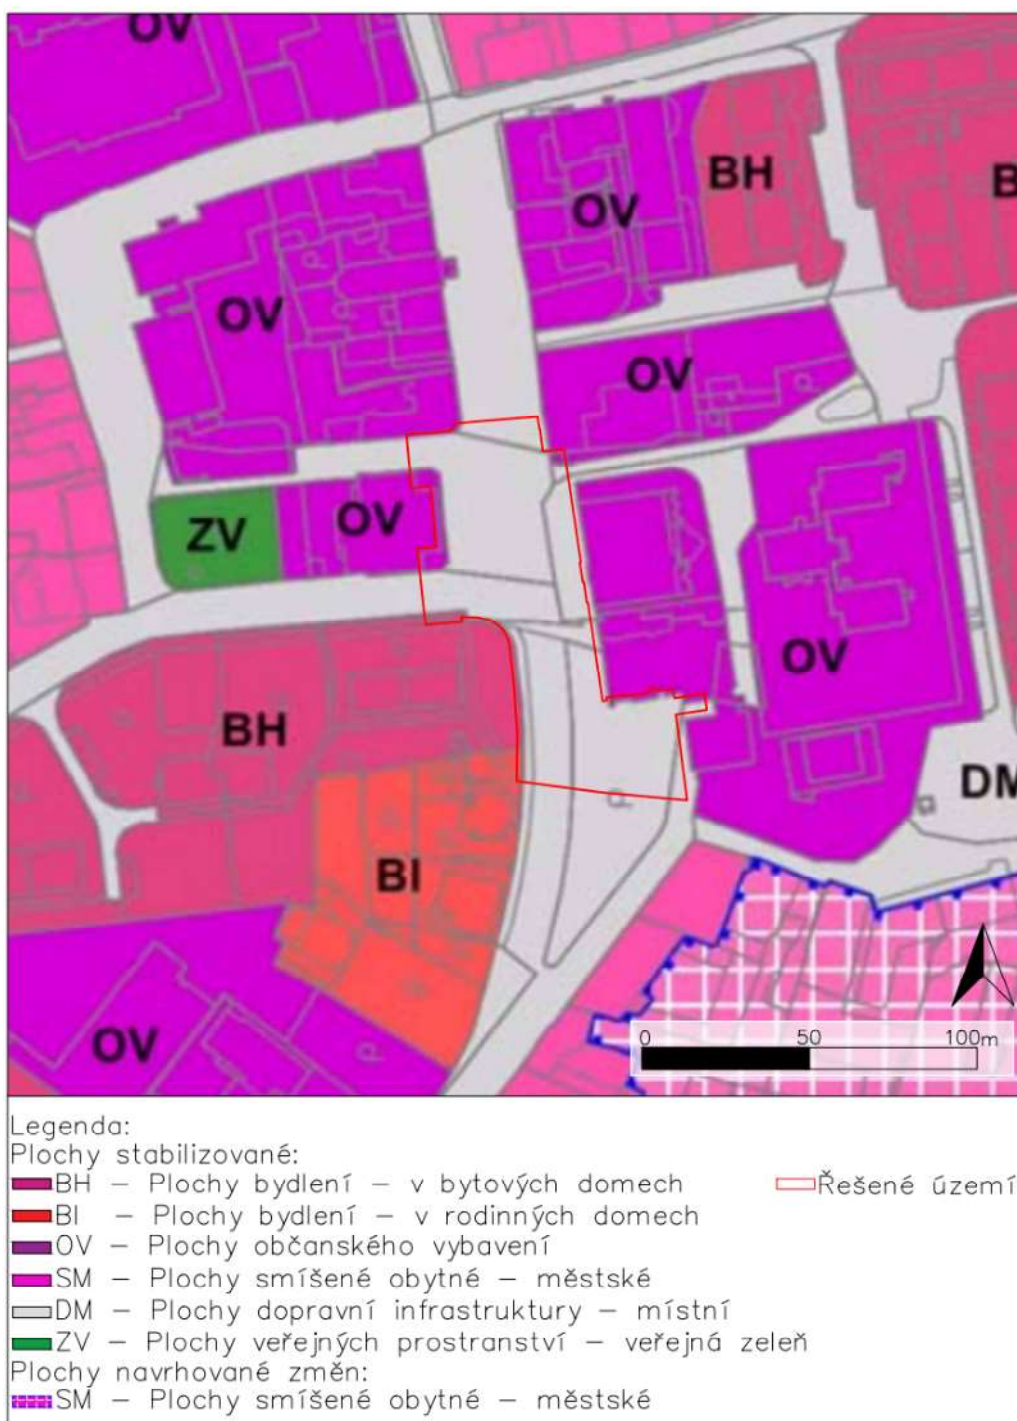 OV
BH
B
OV
OV
OV
ZV
OV
OV
BH
DM
BI
OV
0 50 100m
Legenda:
Plochy stabilizované:
BH – Plochy bydlení – v bytových domech
Řešené území
BI – Plochy bydlení – v rodinných domech
OV – Plochy občanského vybavení
SM – Plochy smíšené obytné – městské
DM – Plochy dopravní infrastruktury – místní
ZV – Plochy veřejných prostranství – veřejná zeleň
Plochy navrhované změn:
SM – Plochy smíšené obytné – městské